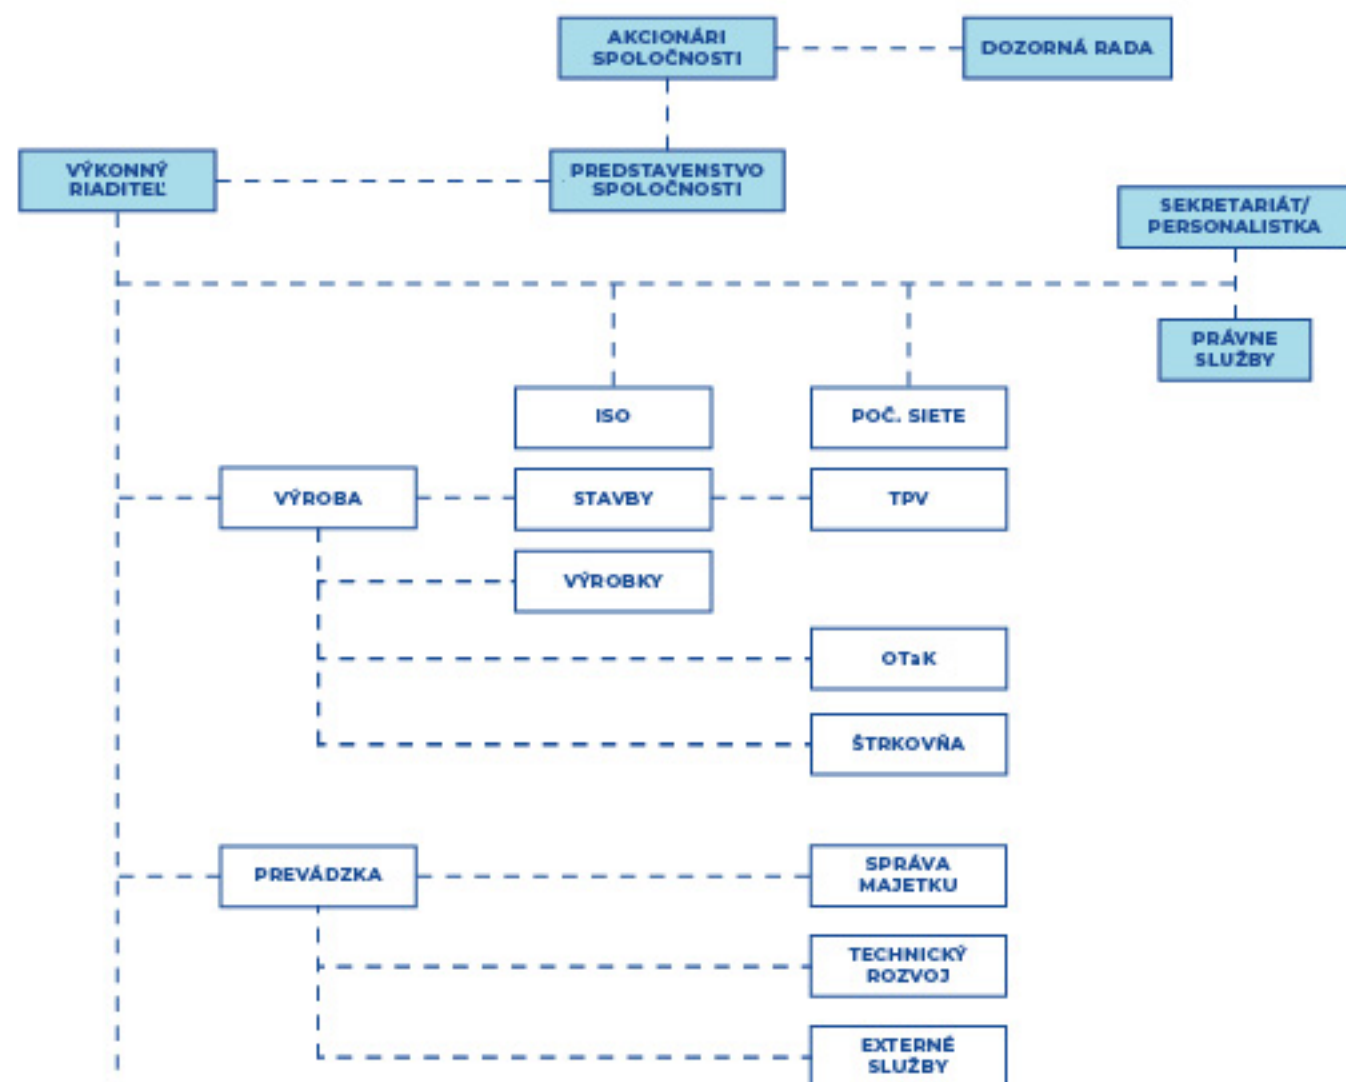 AKCIONÁRI
SPOLOČNOSTI
DOZORNÁ RADA
VÝKONNÝ
RIADITEĽ
PREDSTAVENSTVO
SPOLOČNOSTI
SEKRETARIÁT/
PERSONALISTKA
PRÁVNE
SLUŽBY
ISO
POČ. SIETE
VÝROBA
STAVBY
TPV
VÝROBKY
OTaK
ŠTRKOVŇA
PREVÁDZKA
SPRÁVA
MAJETKU
TECHNICKÝ
ROZVOJ
EXTERNÉ
SLUŽBY